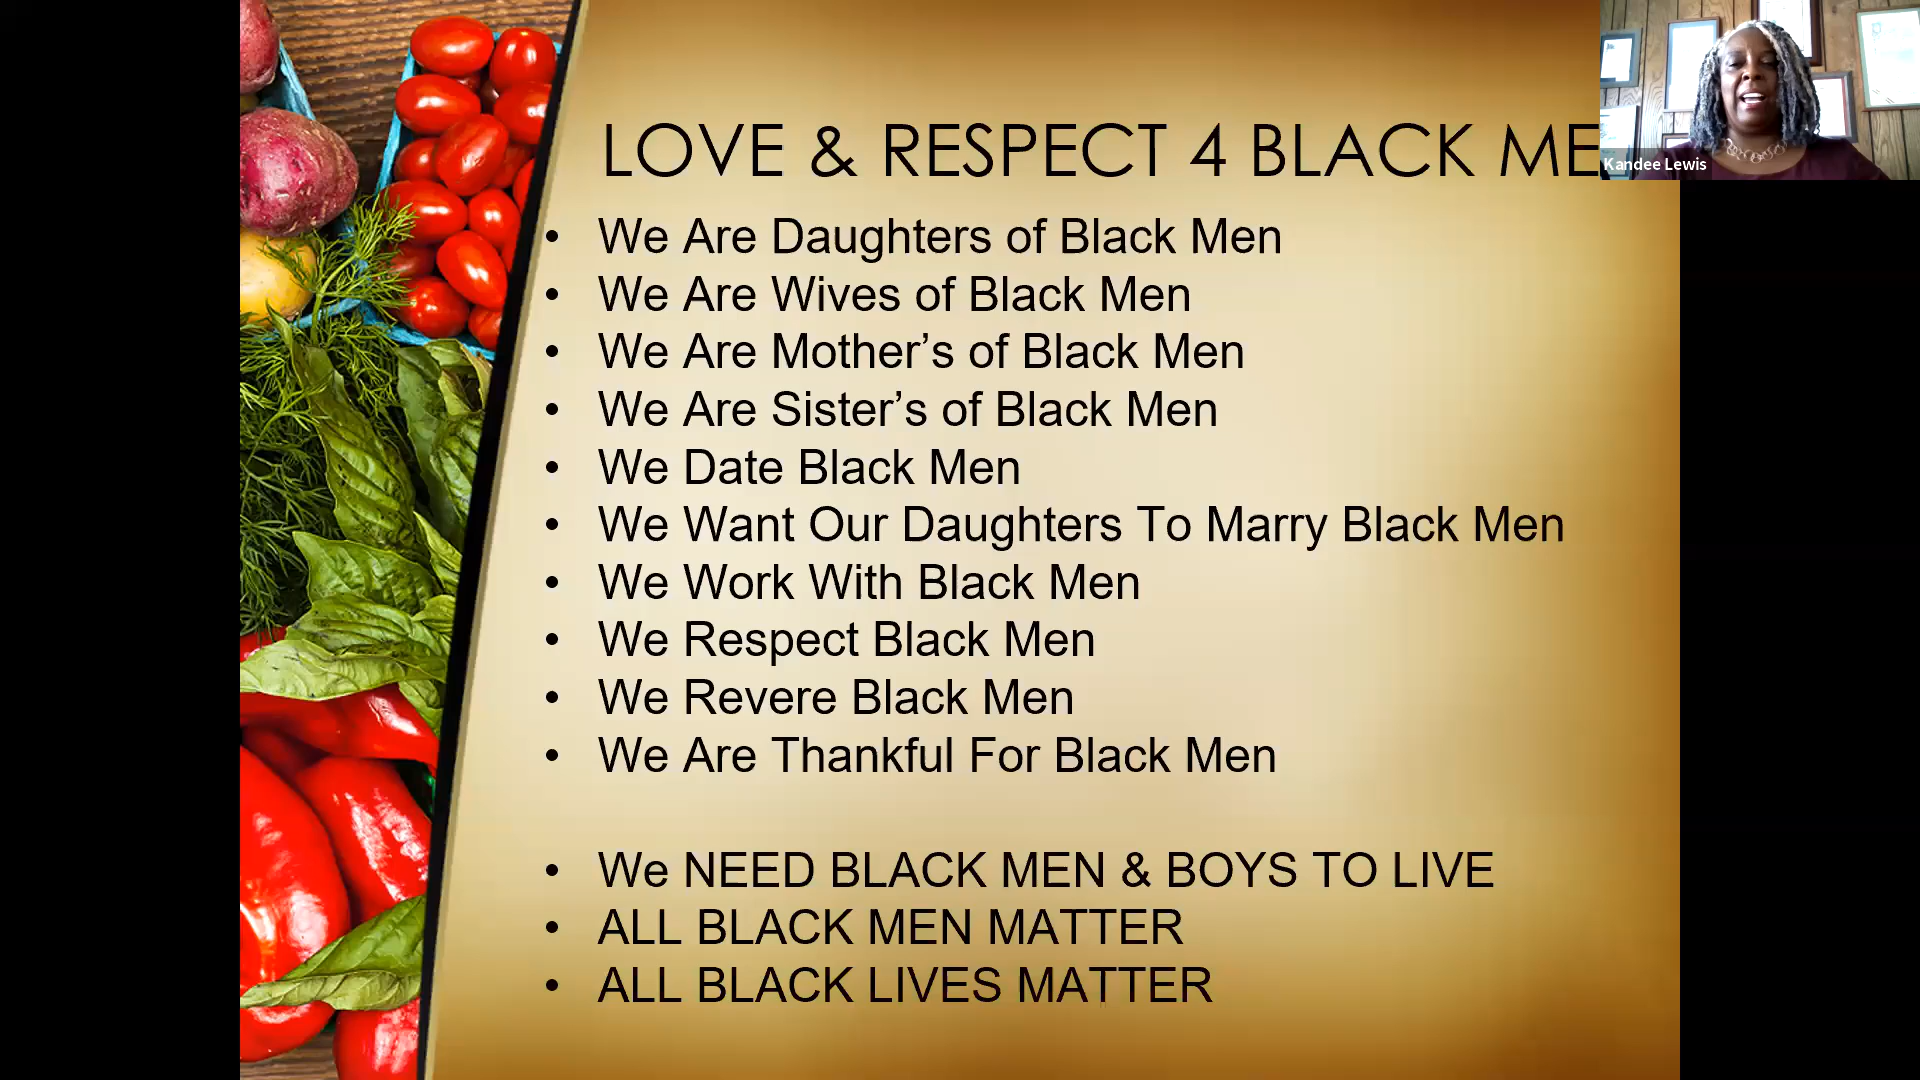 LOVE & RESPECT 4 BLACK ME
Kandee Lewis
• We Are Daughters of Black Men
• We Are Wives of Black Men
• We Are Mother’s of Black Men
• We Are Sister’s of Black Men
• We Date Black Men
• We Want Our Daughters To Marry Black Men
• We Work With Black Men
• We Respect Black Men
• We Revere Black Men
• We Are Thankful For Black Men
• We NEED BLACK MEN & BOYS TO LIVE
• ALL BLACK MEN MATTER
• ALL BLACK LIVES MATTER